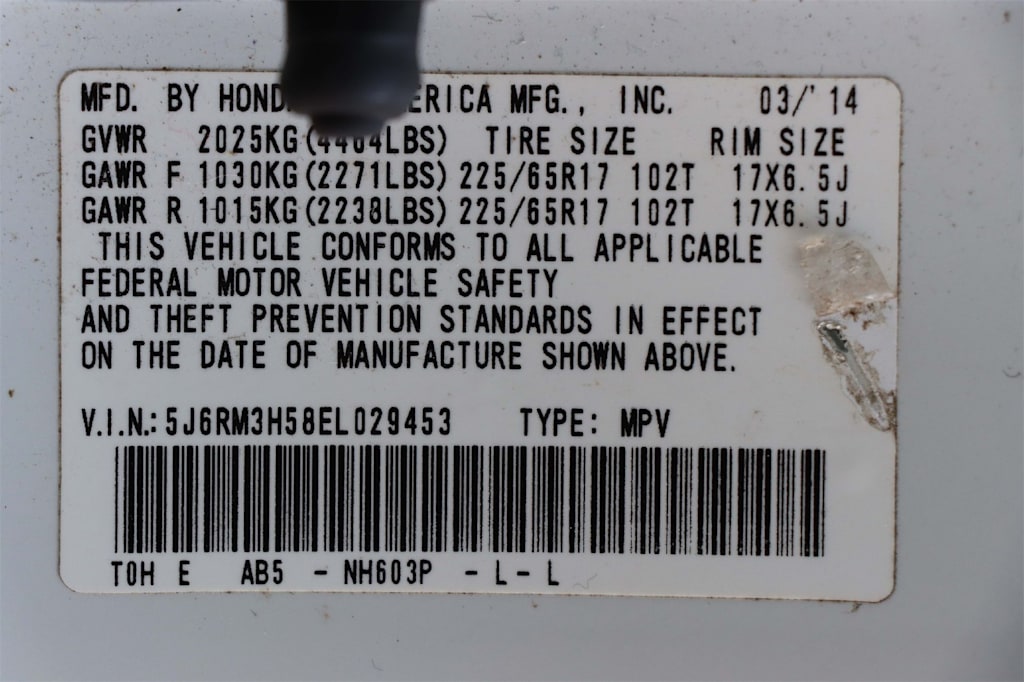 MFD. BY HOND ERICA MFG., INC. 03/'14
GVWR 2025KG(4464LBS) TIRE SIZE RIM SIZE
GAWR F 1030KG(2271LBS) 225/65R17 102T 17X6.5J
GAWR R 1015KG(2238LBS) 225/65R17 102T 17X6.5J
THIS VEHICLE CONFORMS TO ALL APPLICABLE
FEDERAL MOTOR VEHICLE SAFETY
AND THEFT PREVENTION STANDARDS IN EFFECT
ON THE DATE OF MANUFACTURE SHOWN ABOVE.
V.I.N.:5J6RM3H58EL029453 TYPE: MPV
TOH E AB5 - NH603P - L- L